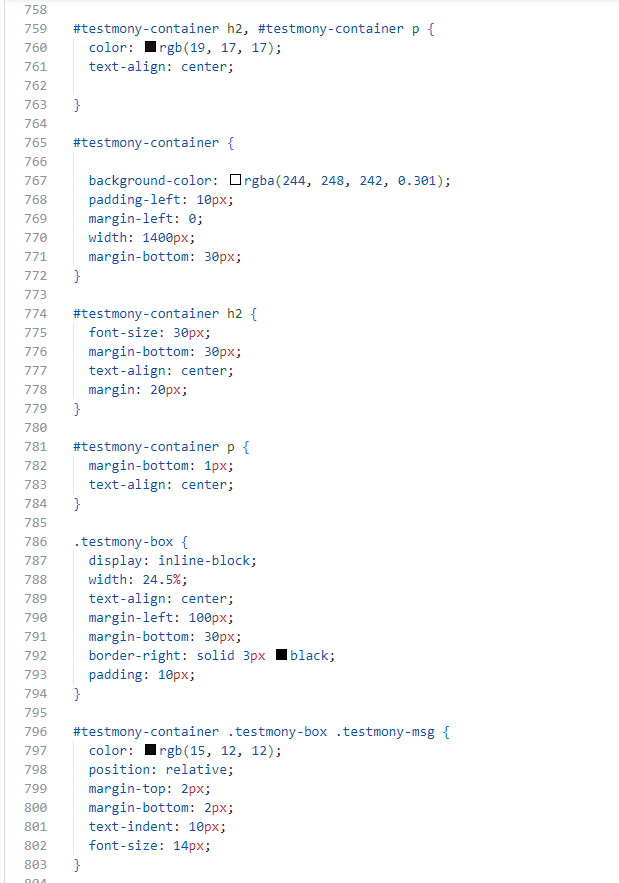 758
759 #testmony-container h2, #testmony-container p {
760 color: rgb(19, 17, 17);
761 text-align: center;
762
763 }
764
765 #testmony-container {
766
767 background-color: rgba(244, 248, 242, 0.301);
768 padding-left: 10px;
769 margin-left: 0;
770 width: 1400px;
771 margin-bottom: 30px;
772 }
773
774 #testmony-container h2 {
775 font-size: 30px;
776 margin-bottom: 30px;
777 text-align: center;
778 margin: 20px;
779 }
780
781 #testmony-container p {
782 margin-bottom: 1px;
783 text-align: center;
784 }
785
786 .testmony-box {
787 display: inline-block;
788 width: 24.5%;
789 text-align: center;
790 margin-left: 100px;
791 margin-bottom: 30px;
792 border-right: solid 3px black;
793 padding: 10px;
794 }
795
796 #testmony-container .testmony-box .testmony-msg {
797 color: rgb(15, 12, 12);
798 position: relative;
799 margin-top: 2px;
800 margin-bottom: 2px;
801 text-indent: 10px;
802 font-size: 14px;
803 }
804